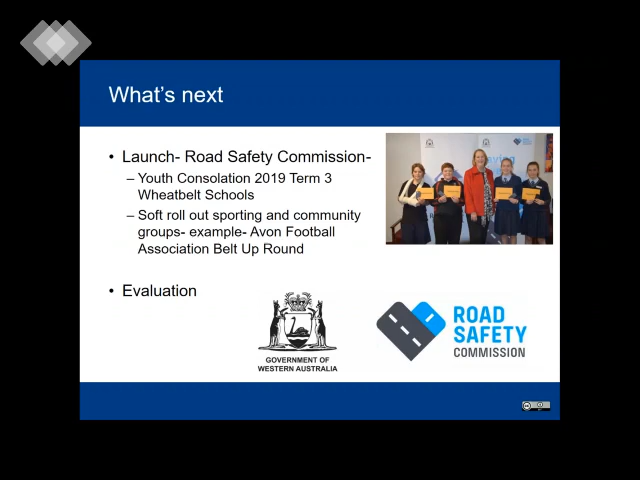 What's next
• Launch- Road Safety Commission-
– Youth Consolation 2019 Term 3
Wheatbelt Schools
– Soft roll out sporting and community
groups- example- Avon Football
Association Belt Up Round
• Evaluation
GOVERNMENT OF
WESTERN AUSTRALIA
ROAD
SAFETY
COMMISSION